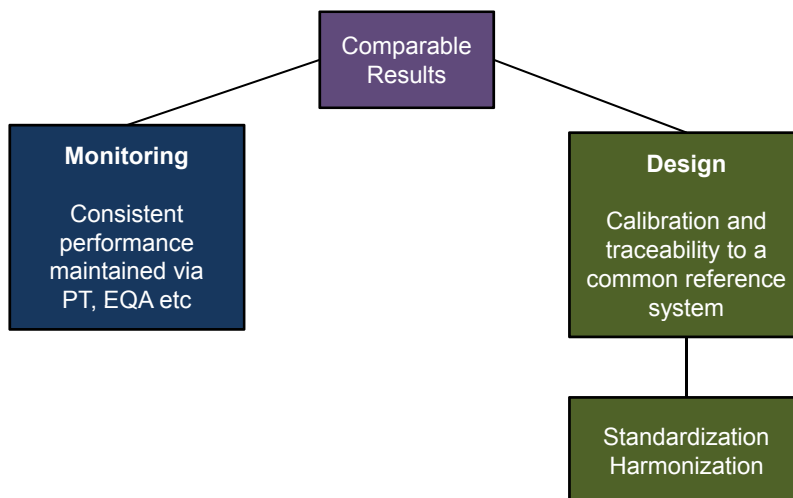 Comparable
Results
Monitoring
Consistent
performance
maintained via
PT, EQA etc
Design
Calibration and
traceability to a
common reference
system
Standardization
Harmonization